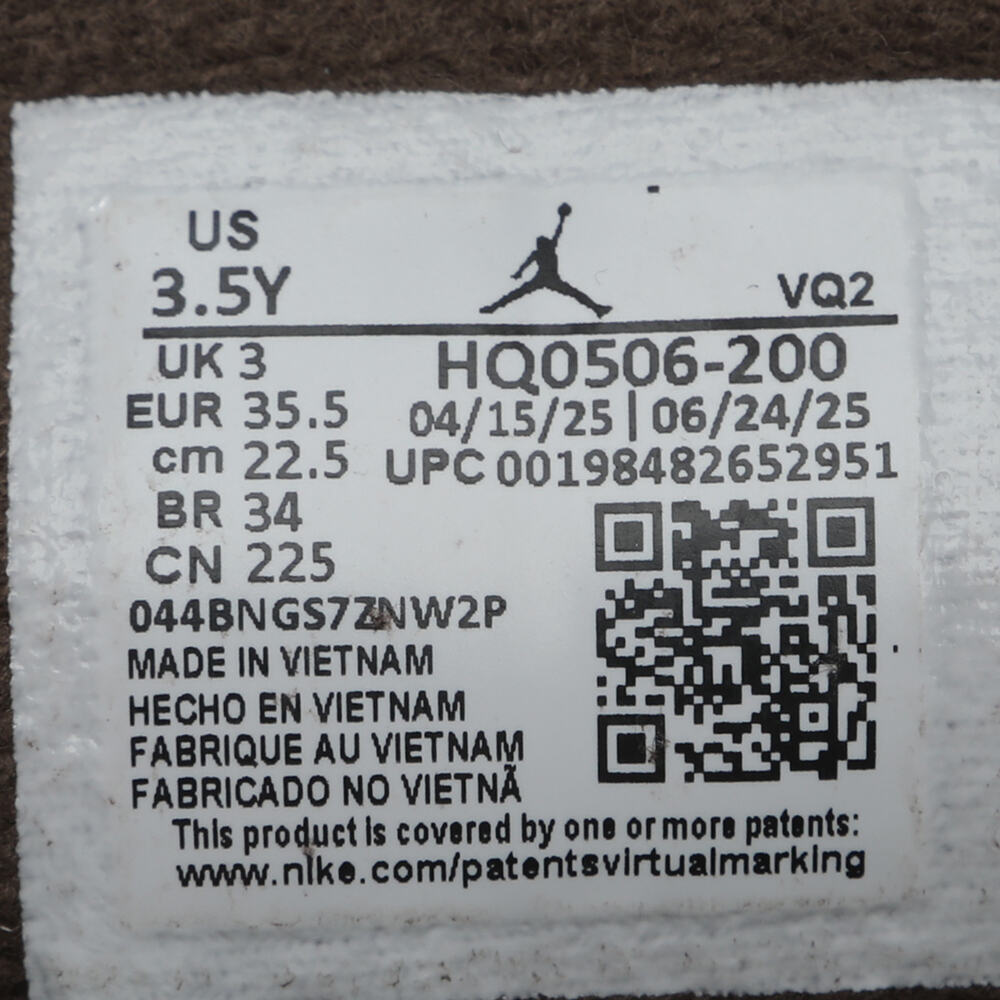 US
3.5Y
VQ2
UK 3
HQ0506-200
EUR 35.5
04/15/25 | 06/24/25
cm 22.5
UPC 00198482652951
BR 34
CN 225
044BNGS7ZNW2P
MADE IN VIETNAM
HECHO EN VIETNAM
FABRIQUE AU VIETNAM
FABRICADO NO VIETNÃ
This product is covered by one or more patents:
www.nike.com/patentsvirtualmarking